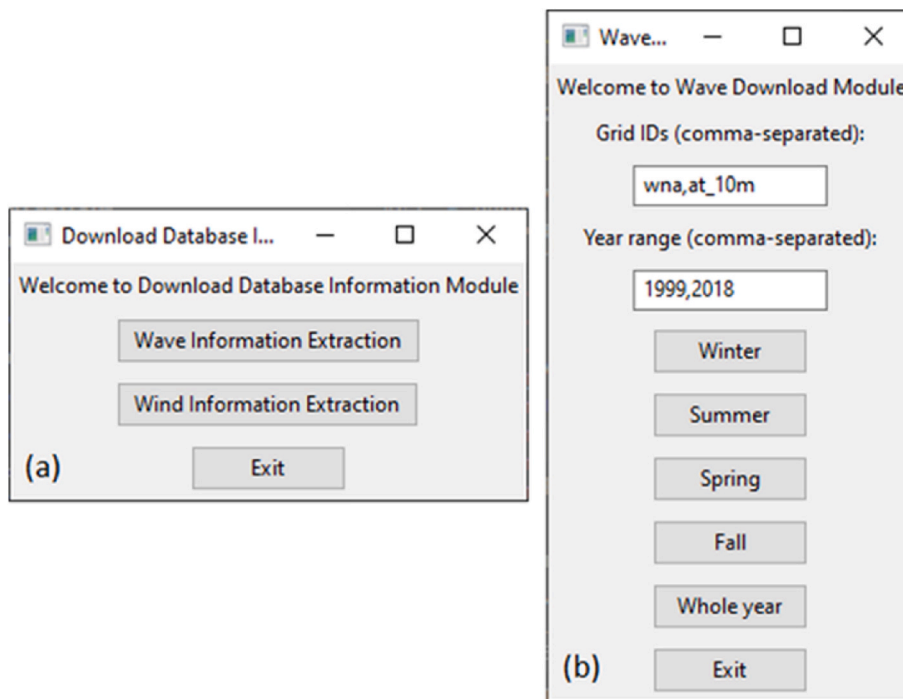 Download Database I...
Welcome to Download Database Information Module
Wave Information Extraction
Wind Information Extraction
Exit
(a)
Wave...
Welcome to Wave Download Module
Grid IDs (comma-separated):
wna,at_10m
Year range (comma-separated):
1999,2018
Winter
Summer
Spring
Fall
Whole year
Exit
(b)